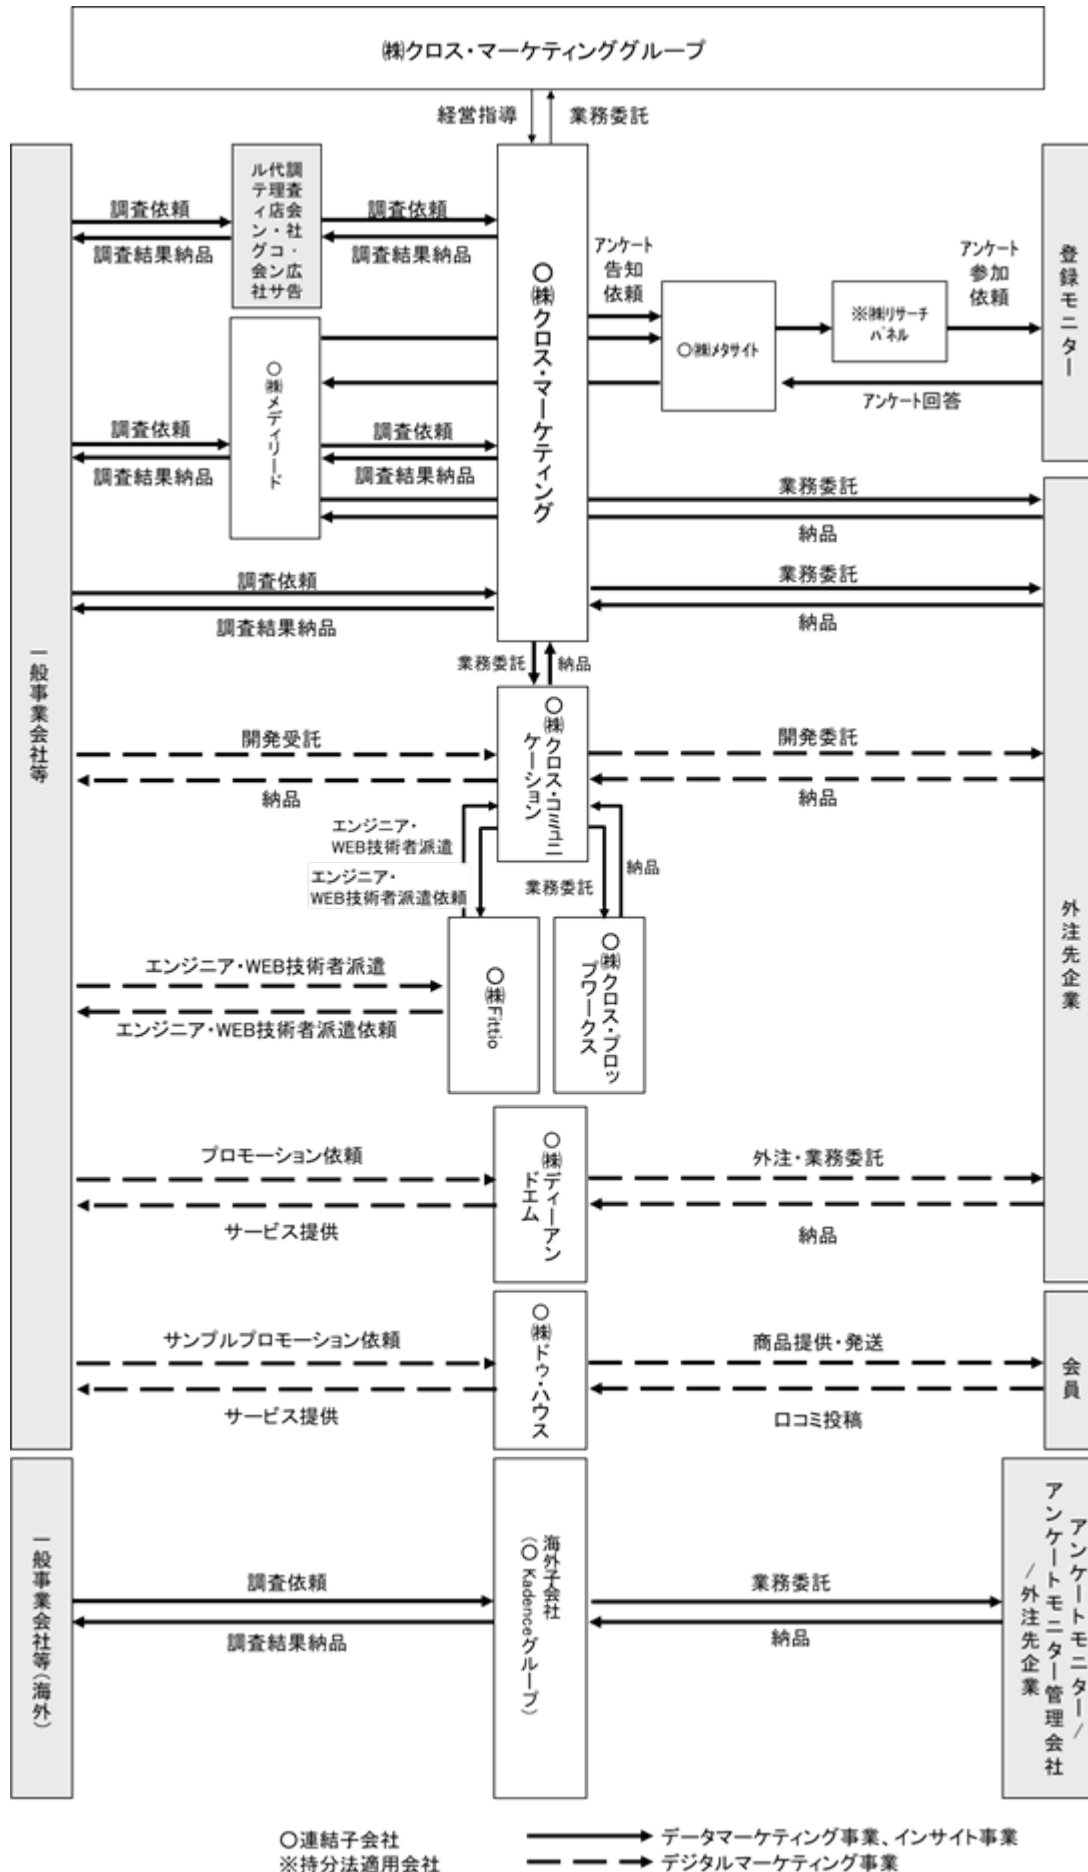 ㈱クロス・マーケティンググループ
経営指導
業務委託
調査会社・広告
代理店・コンサ
ルティング会社
調査依頼
調査結果納品
調査依頼
調査結果納品
○㈱クロス・マーケティング
アンケート
告知
依頼
○㈱メタサイト
※㈱リサーチ
パネル
アンケート
参加
依頼
アンケート回答
登録モニター
○㈱メディリード
調査依頼
調査結果納品
調査依頼
調査結果納品
業務委託
納品
調査依頼
調査結果納品
業務委託
納品
一般事業会社等
業務委託
納品
○㈱クロス・コミュニ
ケーション
開発受託
納品
開発委託
納品
エンジニア・
WEB技術者派遣
エンジニア・
WEB技術者派遣依頼
業務委託
納品
外注先企業
エンジニア・WEB技術者派遣
エンジニア・WEB技術者派遣依頼
○㈱Fittio
○㈱クロス・プロッ
プワークス
プロモーション依頼
サービス提供
○㈱ディーアン
ドエム
外注・業務委託
納品
サンプルプロモーション依頼
サービス提供
○㈱ドゥ・ハウス
商品提供・発送
口コミ投稿
会員
一般事業会社等(海外)
調査依頼
調査結果納品
海外子会社
(○ Kadenceグループ)
業務委託
納品
アンケートモニター/
アンケートモニター管理会社
/外注先企業
○連結子会社
※持分法適用会社
データマーケティング事業、インサイト事業
デジタルマーケティング事業